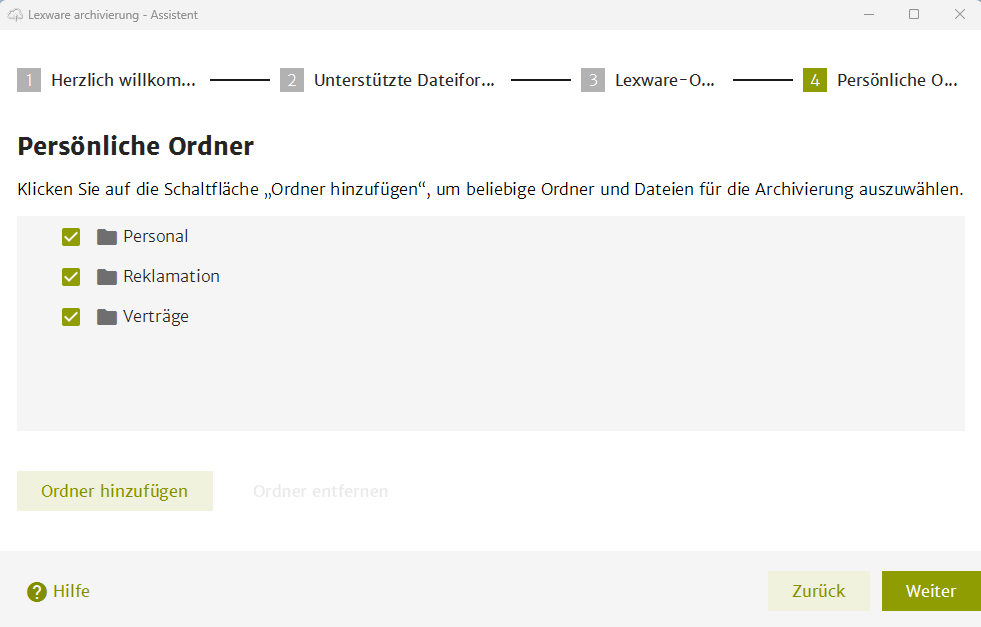 Lexware archivierung - Assistent
1 Herzlich willkom... 2 Unterstützte Dateifor... 3 Lexware-O... 4 Persönliche O...
Persönliche Ordner
Klicken Sie auf die Schaltfläche „Ordner hinzufügen“, um beliebige Ordner und Dateien für die Archivierung auszuwählen.
Personal
Reklamation
Verträge
Ordner hinzufügen Ordner entfernen
? Hilfe Zurück Weiter